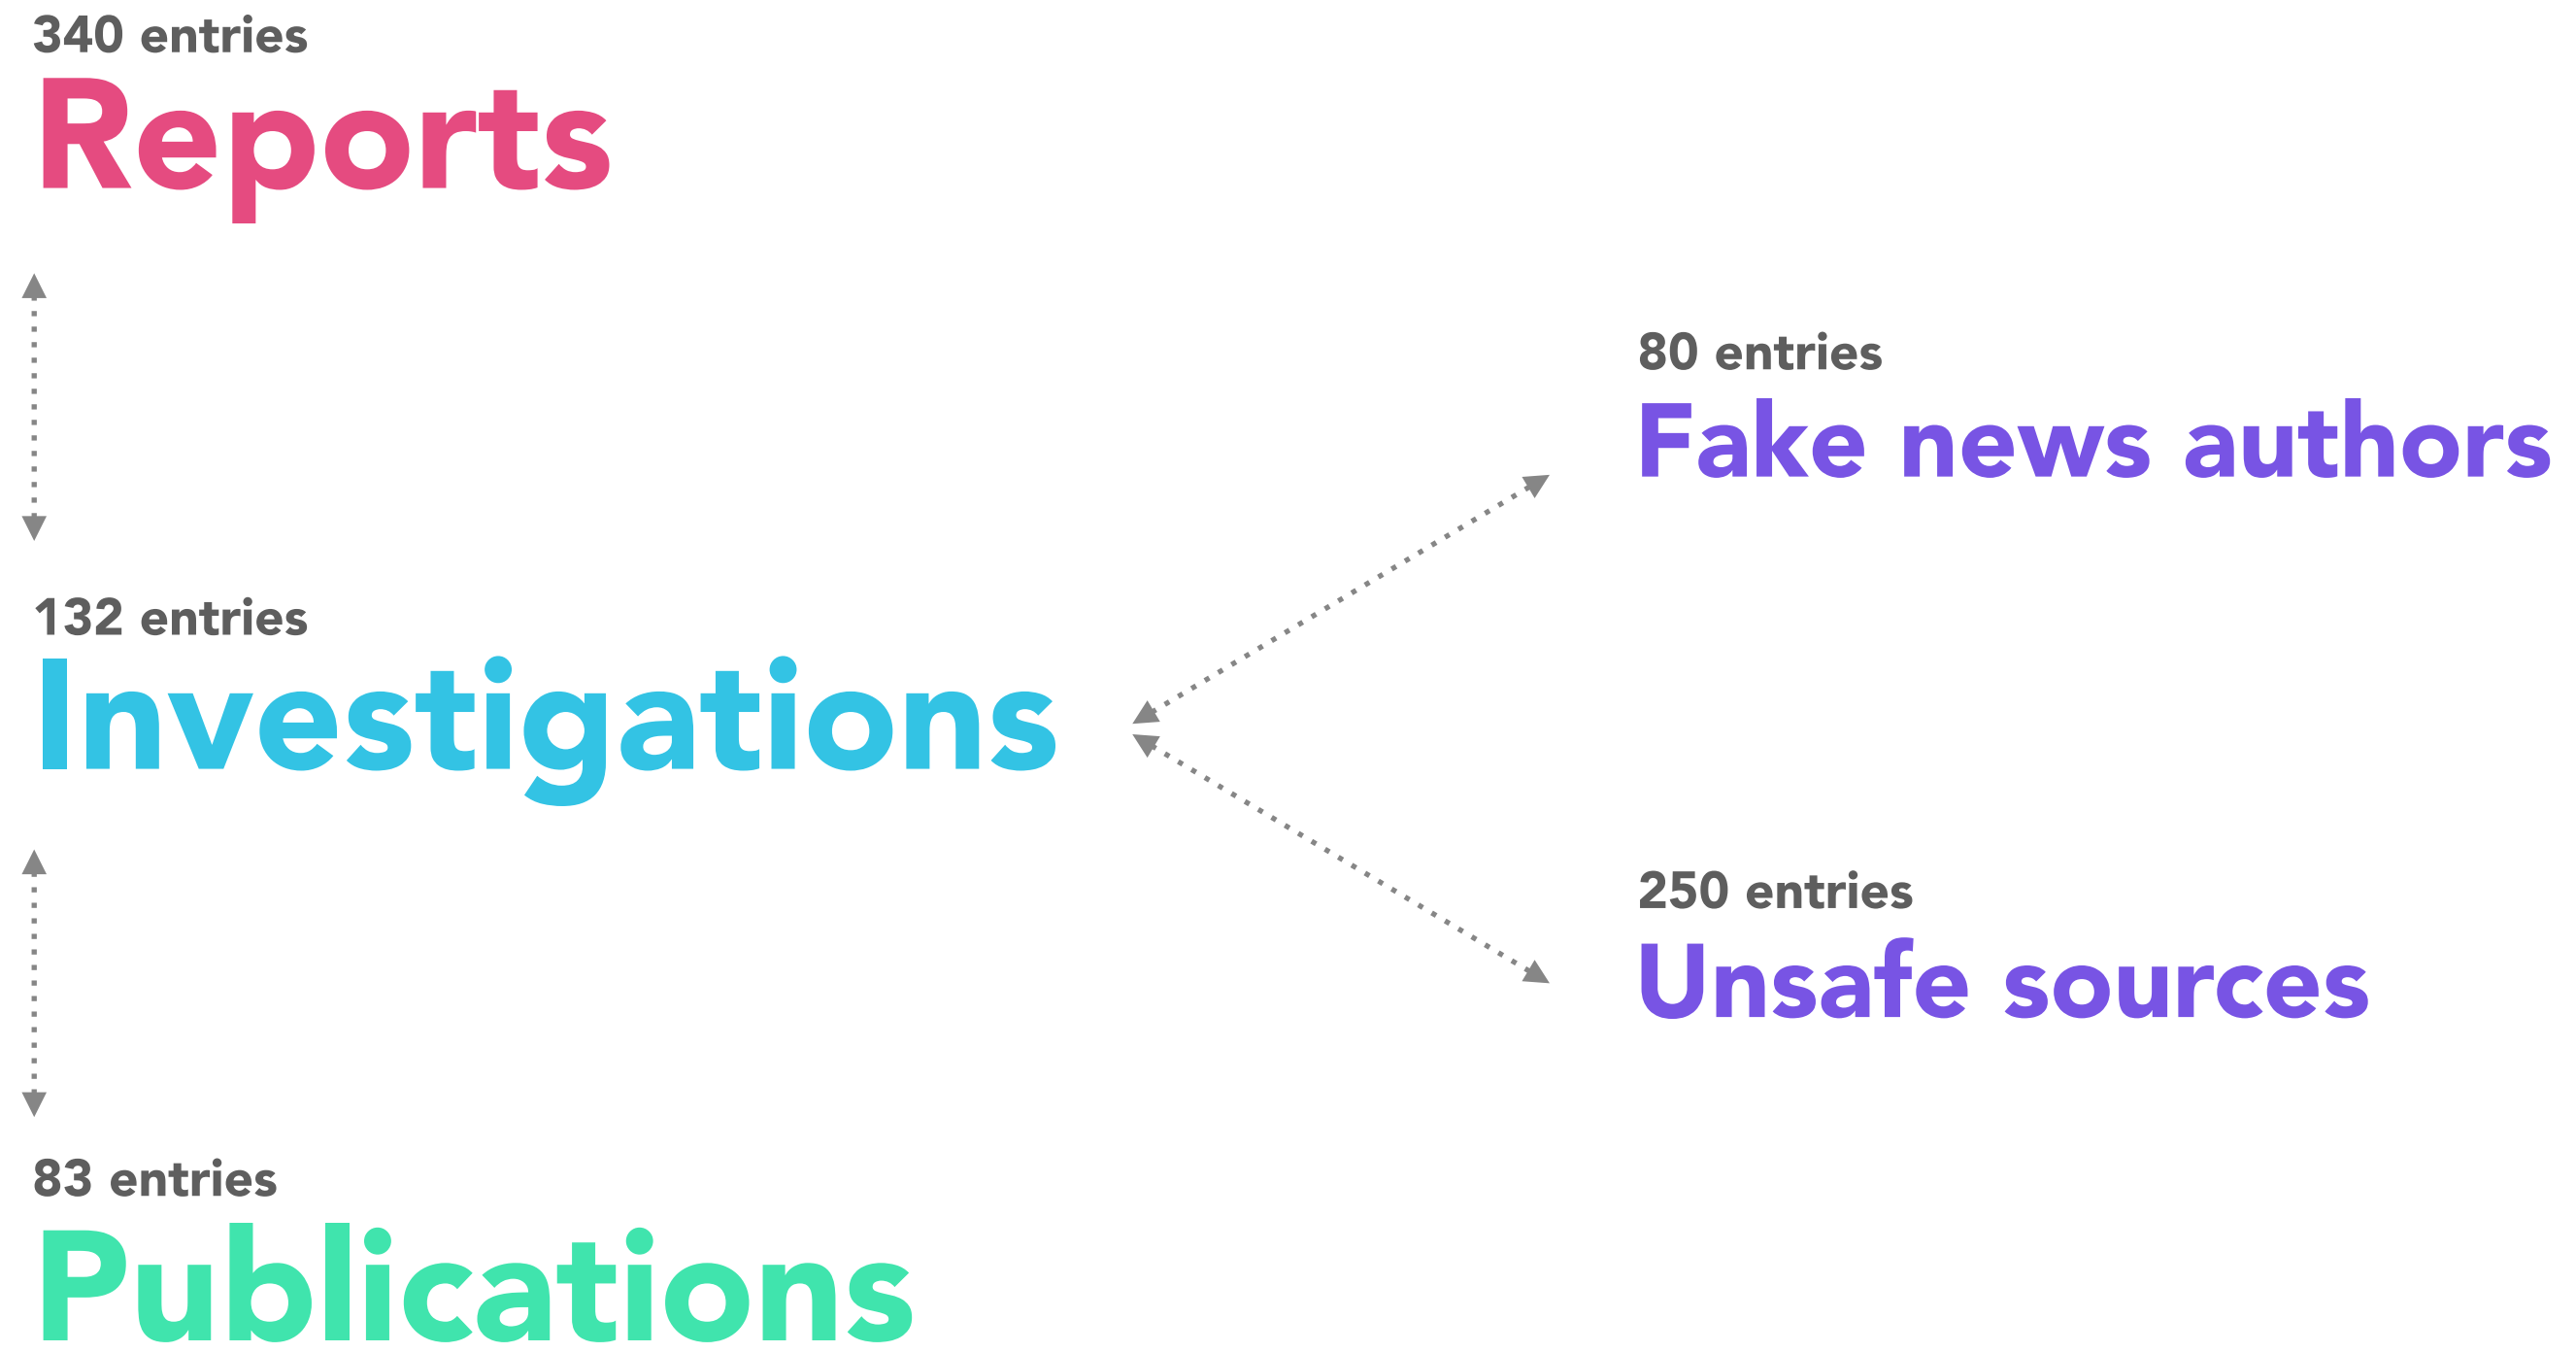 340 entries
Reports
132 entries
Investigations
83 entries
Publications
80 entries
Fake news authors
250 entries
Unsafe sources